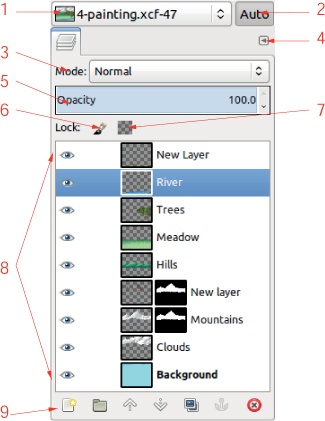 1 4-painting.xcf-47 Auto 2
4
3 Mode: Normal
5 Opacity 100.0
6 Lock: 7
New Layer
River
Trees
Meadow
8 Hills
New layer
Mountains
Clouds
Background
9